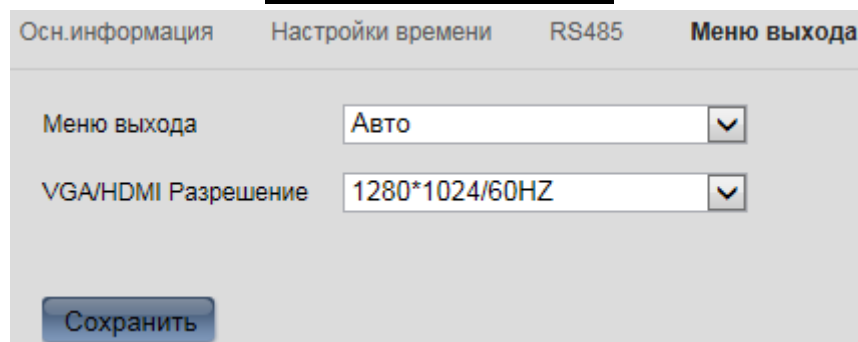 Осн.информация Настройки времени RS485 Меню выхода
Меню выхода Авто
VGA/HDMI Разрешение 1280*1024/60HZ
Сохранить